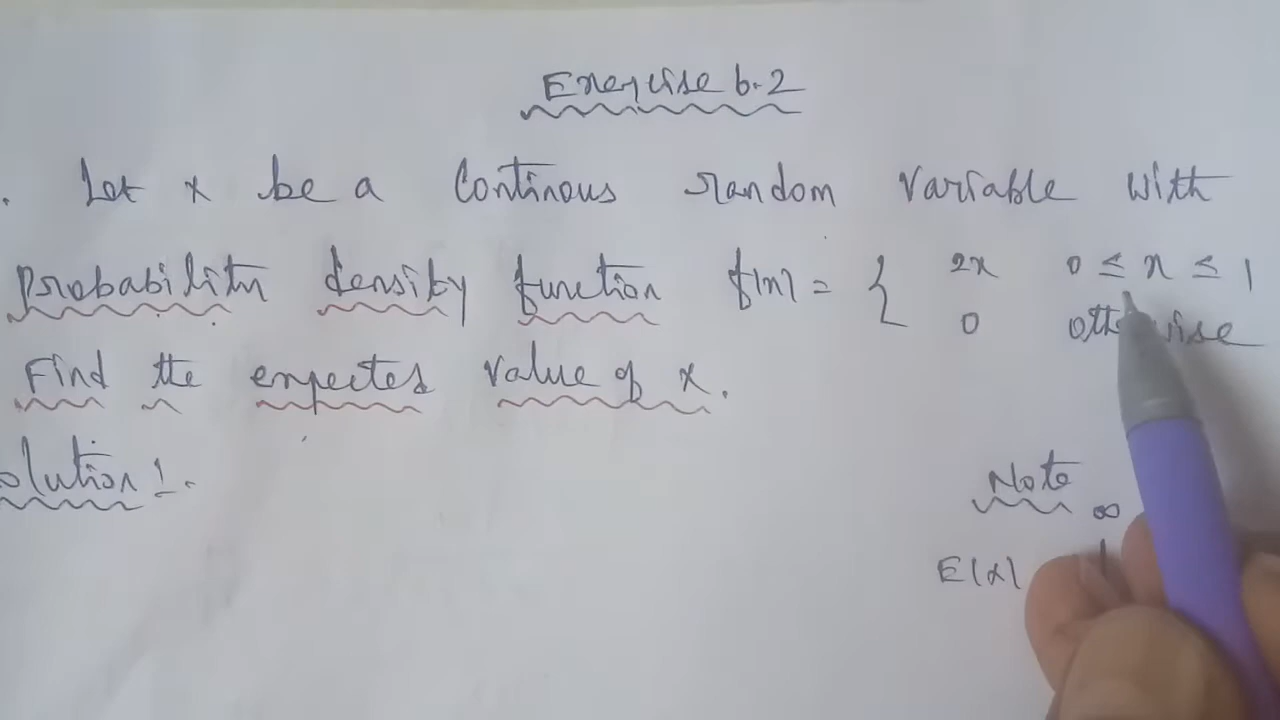 Exercise 6.2
. Let x be a Continous random variable with
probability density function f(x) = { 2x 0 ≤ x ≤ 1
0 otherwise
Find the expected value of x.
olution :-
Note
∞
E(x)